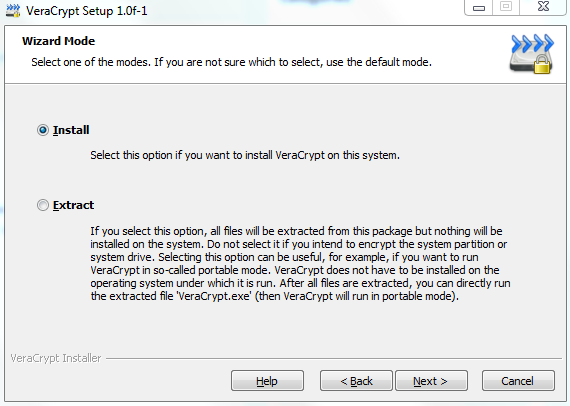 VeraCrypt Setup 1.0f-1
Wizard Mode
Select one of the modes. If you are not sure which to select, use the default mode.
Install
Select this option if you want to install VeraCrypt on this system.
Extract
If you select this option, all files will be extracted from this package but nothing will be
installed on the system. Do not select it if you intend to encrypt the system partition or
system drive. Selecting this option can be useful, for example, if you want to run
VeraCrypt in so-called portable mode. VeraCrypt does not have to be installed on the
operating system under which it is run. After all files are extracted, you can directly run
the extracted file 'VeraCrypt.exe' (then VeraCrypt will run in portable mode).
VeraCrypt Installer
Help
< Back
Next >
Cancel